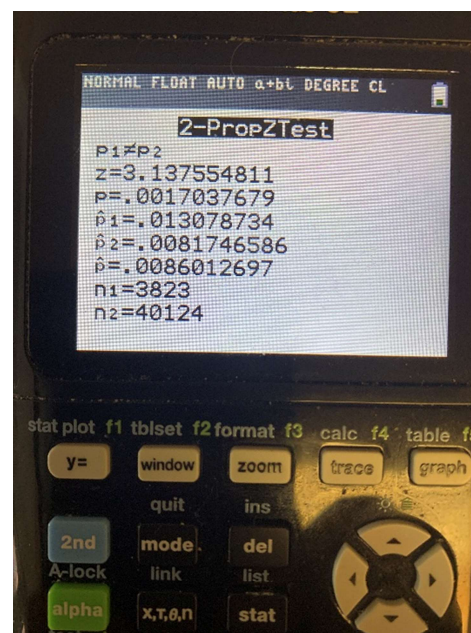 NORMAL FLOAT AUTO a+bi DEGREE CL
2-PropZTest
p1≠p2
z=3.137554811
p=.0017037679
p̂1=.013078734
p̂2=.0081746586
p̂=.0086012697
n1=3823
n2=40124
stat plot f1 tblset f2 format f3 calc f4 table
y= window zoom trace graph
quit ins
2nd mode del
A-lock link list
alpha X,T,θ,n stat